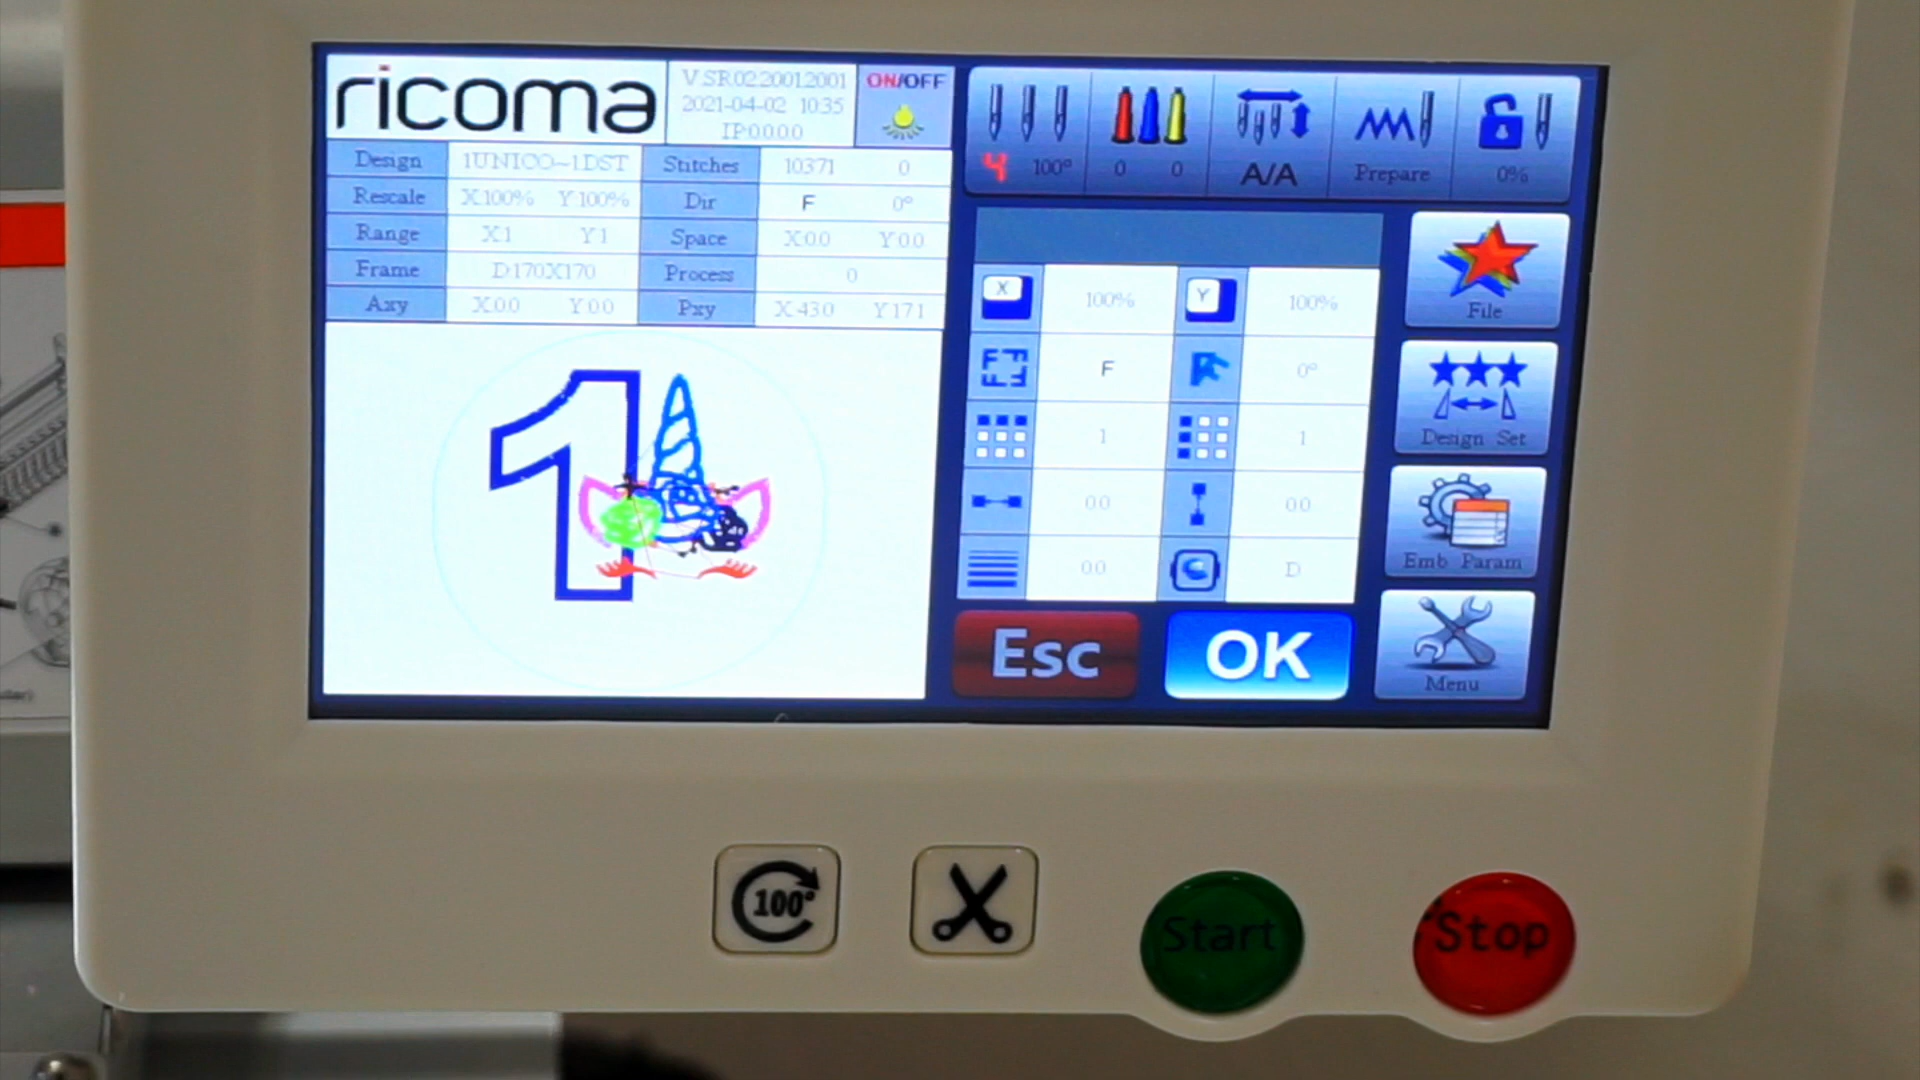 ricoma
V.SR02.2001.2001
2021-04-02 10:35
IP:0.0.0.0
ON/OFF
Design 1UNICO~1.DST Stitches 10371 0
Rescale X:100% Y:100% Dir F 0°
Range X:1 Y:1 Space X:0.0 Y:0.0
Frame D:170X170 Process 0
Axy X:0.0 Y:0.0 Pxy X:43.0 Y:17.1
1
4 100° 0 0 A/A Prepare 0%
X 100% Y 100%
F 0°
1 1
0.0 0.0
0.0 D
Esc OK
File
Design Set
Emb Param
Menu
100°
Start
Stop